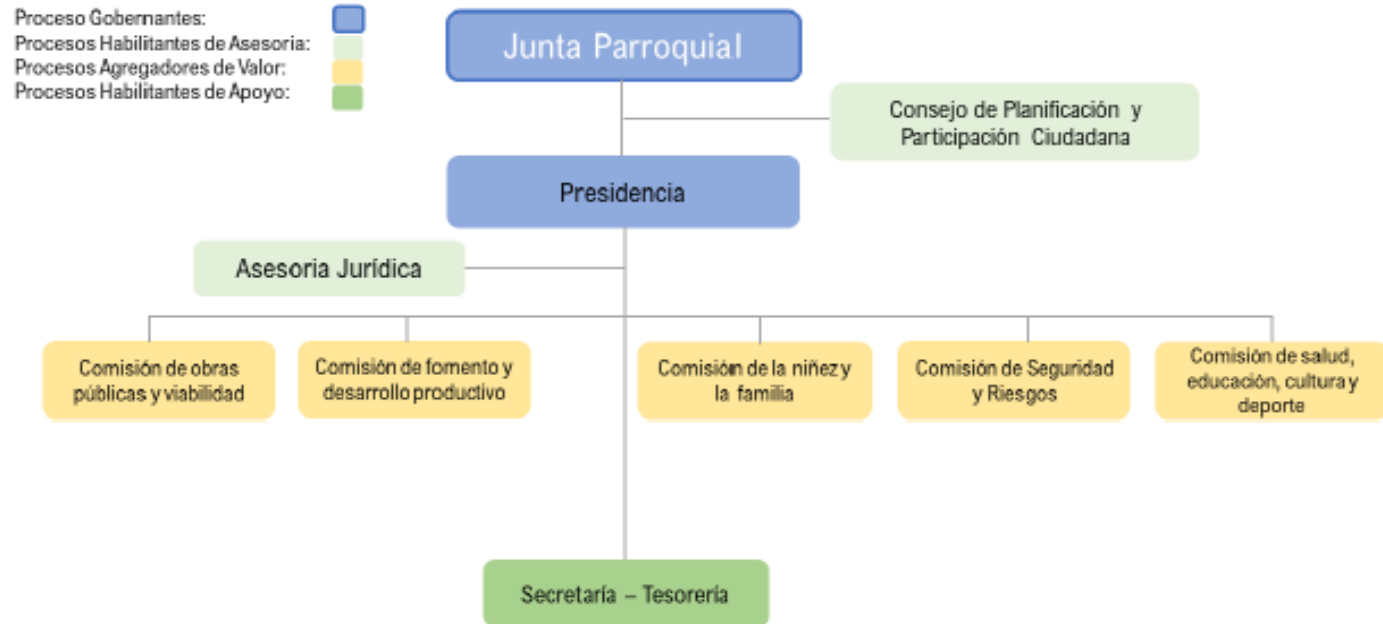 Proceso Gobernantes:
Procesos Habilitantes de Asesoria:
Procesos Agregadores de Valor:
Procesos Habilitantes de Apoyo:
Junta Parroquial
Consejo de Planificación y
Participación Ciudadana
Presidencia
Asesoria Jurídica
Comisión de obras
públicas y viabilidad
Comisión de fomento y
desarrollo productivo
Comisión de la niñez y
la familia
Comisión de Seguridad
y Riesgos
Comisión de salud,
educación, cultura y
deporte
Secretaría – Tesorería